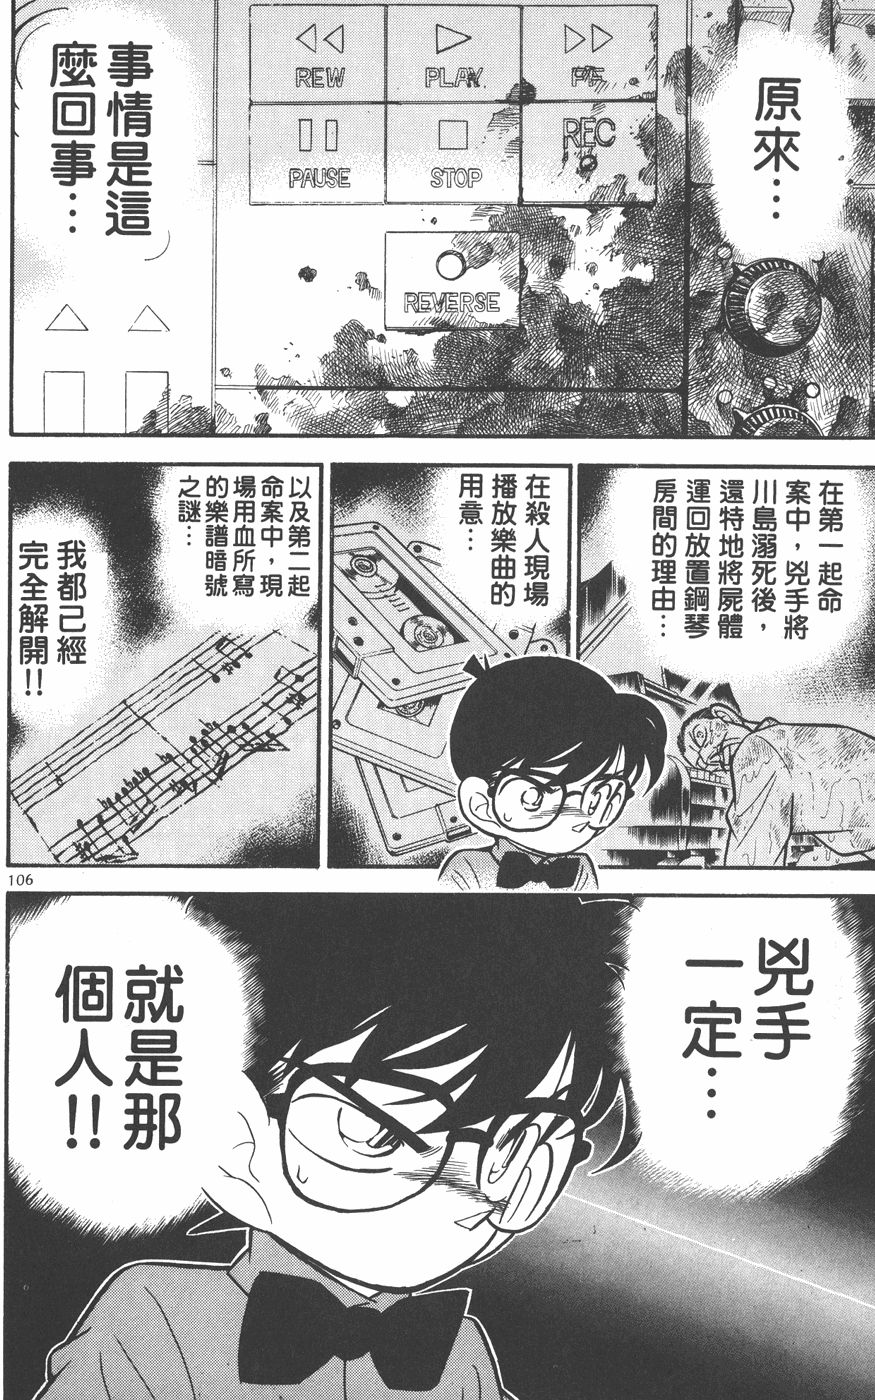 原來…
事情是這
麼回事…
REW
PLAY
FF
PAUSE
STOP
REC
REVERSE
在第一起命
案中，兇手將
川島溺死後，
還特地將屍體
運回放置鋼琴
房間的理由…
在殺人現場
播放樂曲的
用意…
以及第二起
命案中，現
場用血所寫
的樂譜暗號
之謎…
我都已經
完全解開!!
106
兇手
一定…
就是那
個人!!